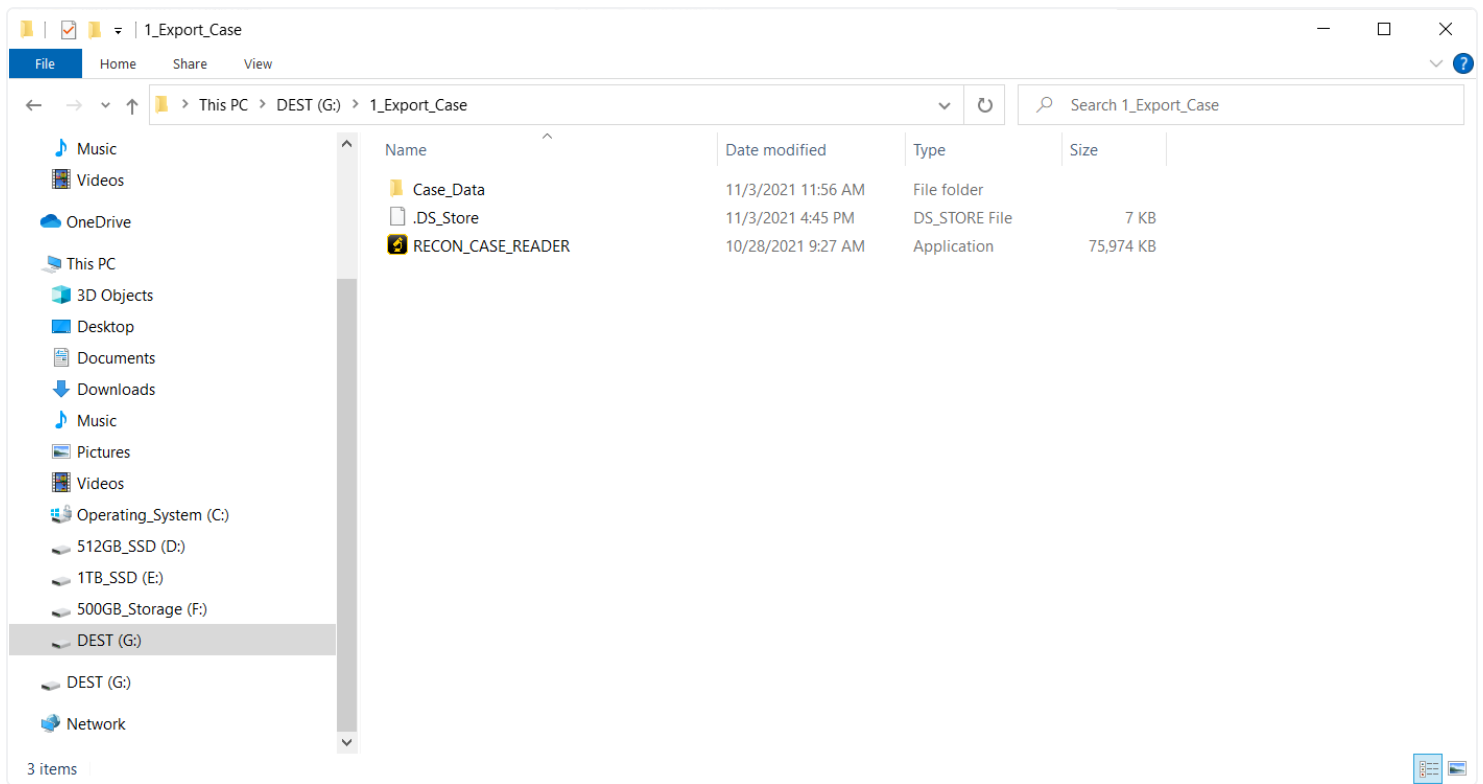 1_Export_Case
File Home Share View
?
This PC > DEST (G:) > 1_Export_Case
Search 1_Export_Case
Music
Videos
OneDrive
This PC
3D Objects
Desktop
Documents
Downloads
Music
Pictures
Videos
Operating_System (C:)
512GB_SSD (D:)
1TB_SSD (E:)
500GB_Storage (F:)
DEST (G:)
DEST (G:)
Network
Name Date modified Type Size
Case_Data 11/3/2021 11:56 AM File folder
.DS_Store 11/3/2021 4:45 PM DS_STORE File 7 KB
RECON_CASE_READER 10/28/2021 9:27 AM Application 75,974 KB
3 items